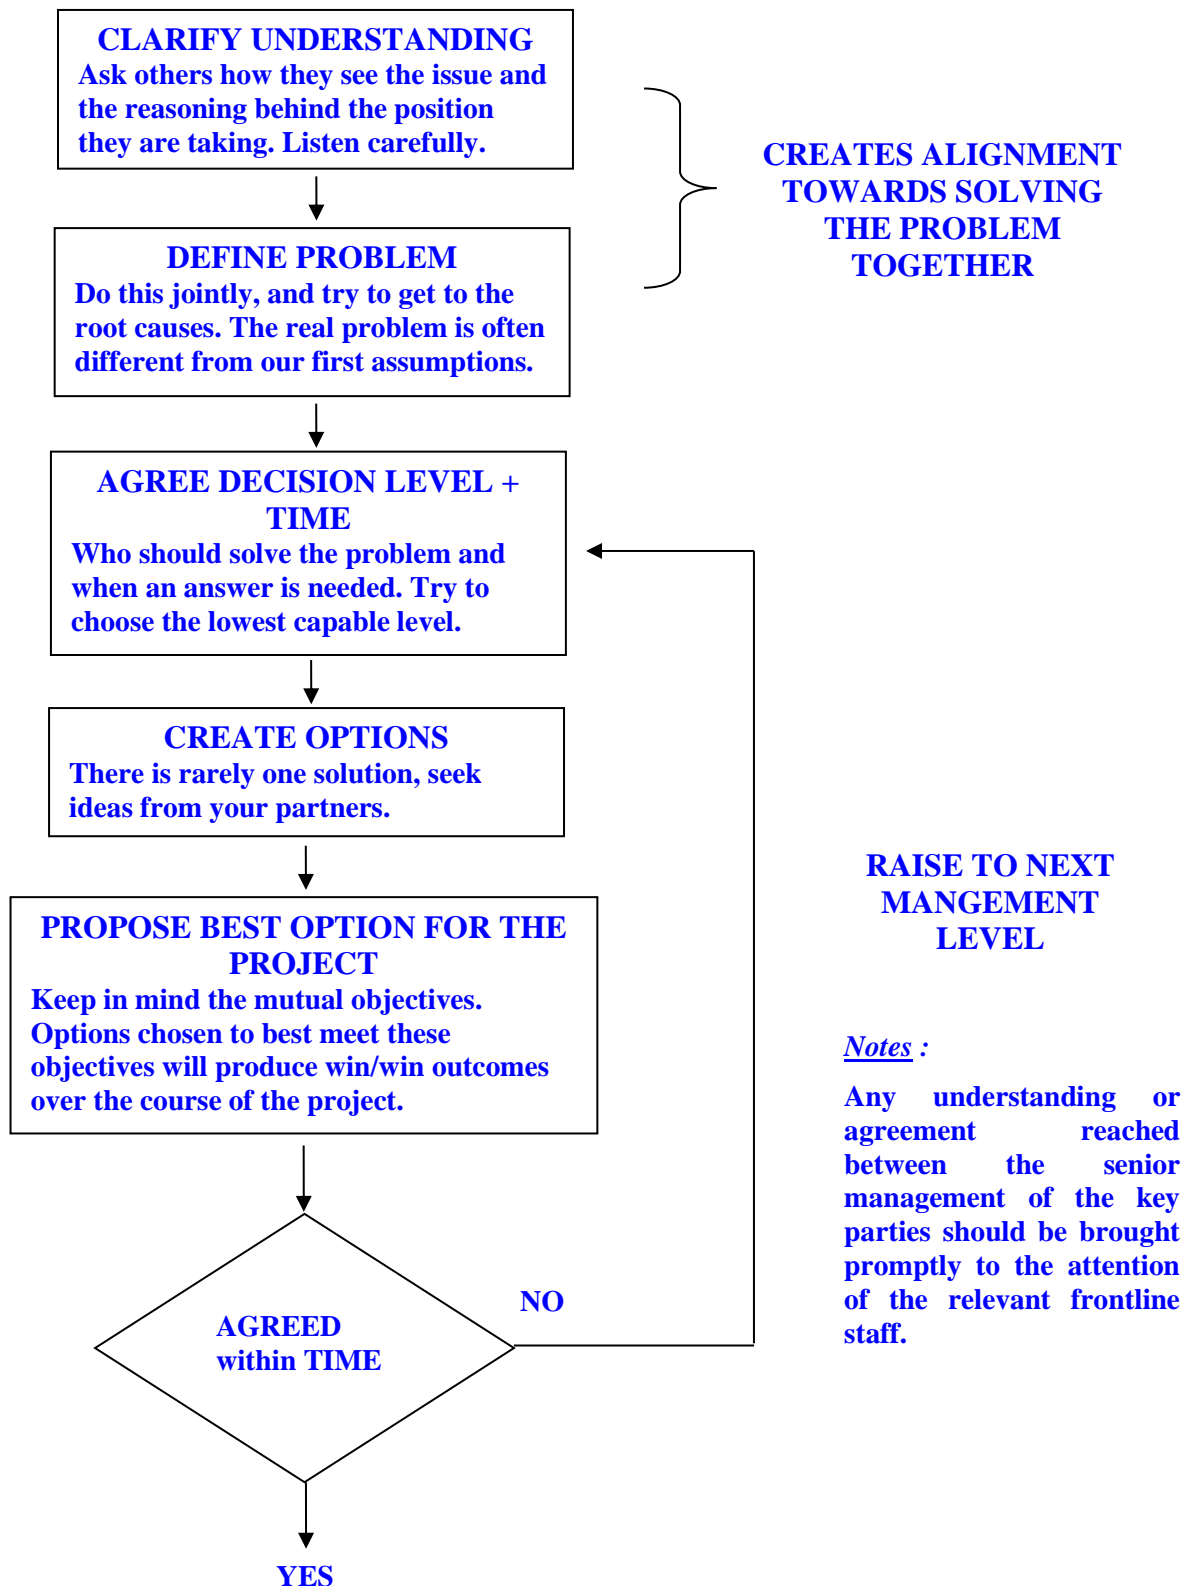 CLARIFY UNDERSTANDING
Ask others how they see the issue and
the reasoning behind the position
they are taking. Listen carefully.
CREATES ALIGNMENT
TOWARDS SOLVING
THE PROBLEM
TOGETHER
DEFINE PROBLEM
Do this jointly, and try to get to the
root causes. The real problem is often
different from our first assumptions.
AGREE DECISION LEVEL +
TIME
Who should solve the problem and
when an answer is needed. Try to
choose the lowest capable level.
CREATE OPTIONS
There is rarely one solution, seek
ideas from your partners.
RAISE TO NEXT
MANGEMENT
LEVEL
PROPOSE BEST OPTION FOR THE
PROJECT
Keep in mind the mutual objectives.
Options chosen to best meet these
objectives will produce win/win outcomes
over the course of the project.
Notes :
Any understanding or
agreement reached
between the senior
management of the key
parties should be brought
promptly to the attention
of the relevant frontline
staff.
NO
AGREED
within TIME
YES